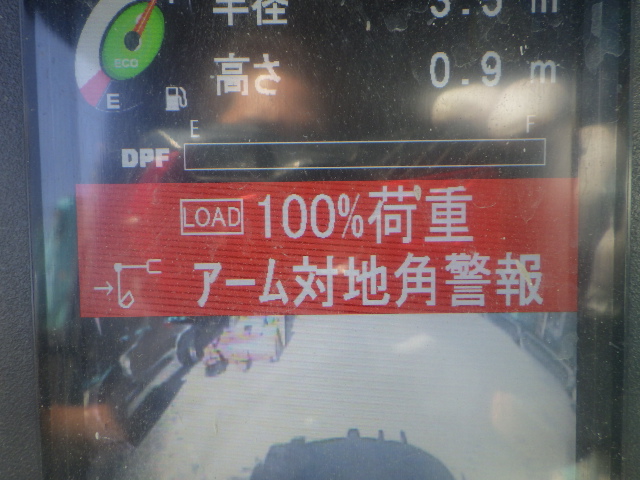 半径 3.5 m
ECO
高さ 0.9 m
E
E F
DPF
LOAD 100%荷重
アーム対地角警報